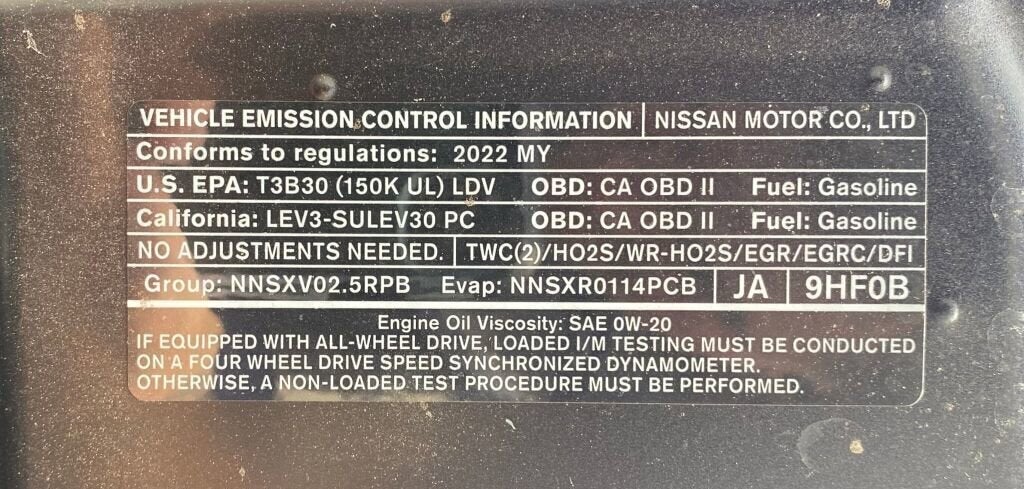 VEHICLE EMISSION CONTROL INFORMATION NISSAN MOTOR CO., LTD
Conforms to regulations: 2022 MY
U.S. EPA: T3B30 (150K UL) LDV OBD: CA OBD II Fuel: Gasoline
California: LEV3-SULEV30 PC OBD: CA OBD II Fuel: Gasoline
NO ADJUSTMENTS NEEDED. TWC(2)/HO2S/WR-HO2S/EGR/EGRC/DFI
Group: NNSXV02.5RPB Evap: NNSXR0114PCB JA 9HF0B
Engine Oil Viscosity: SAE 0W-20
IF EQUIPPED WITH ALL-WHEEL DRIVE, LOADED I/M TESTING MUST BE CONDUCTED
ON A FOUR WHEEL DRIVE SPEED SYNCHRONIZED DYNAMOMETER.
OTHERWISE, A NON-LOADED TEST PROCEDURE MUST BE PERFORMED.